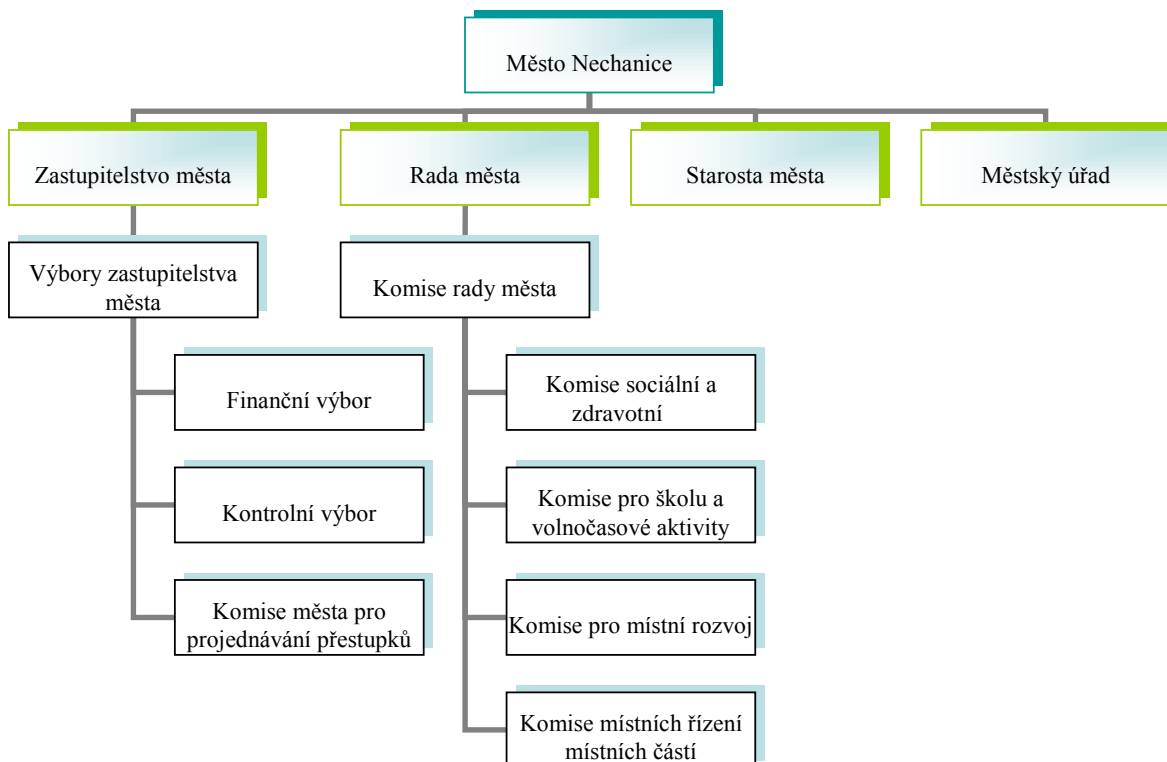 Město Nechanice
Zastupitelstvo města
Rada města
Starosta města
Městský úřad
Výbory zastupitelstva
města
Komise rady města
Finanční výbor
Kontrolní výbor
Komise města pro
projednávání přestupků
Komise sociální a
zdravotní
Komise pro školu a
volnočasové aktivity
Komise pro místní rozvoj
Komise místních řízení
místních částí